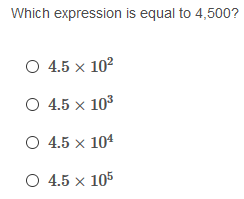 Which expression is equal to 4,500?
4.5 × 10²
4.5 × 10³
4.5 × 10⁴
4.5 × 10⁵